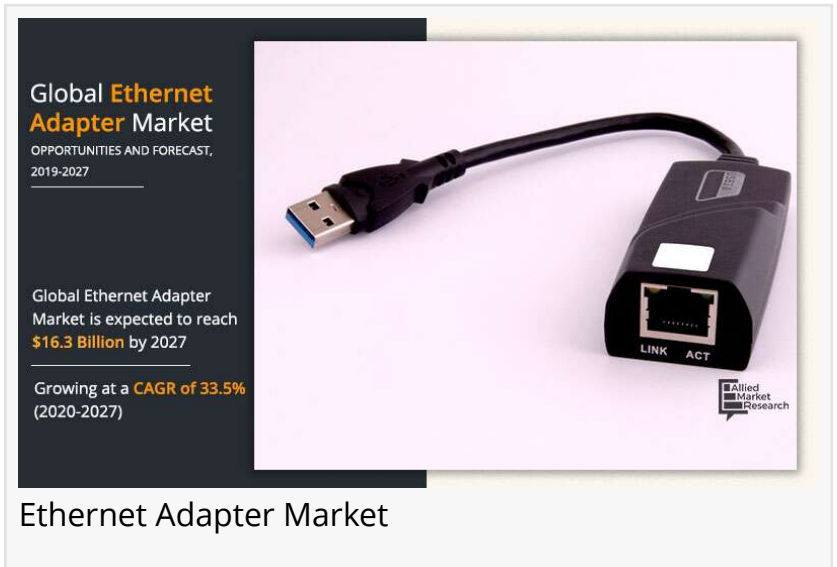 Global Ethernet
Adapter Market
OPPORTUNITIES AND FORECAST,
2019-2027
Global Ethernet Adapter
Market is expected to reach
$16.3 Billion by 2027
Growing at a CAGR of 33.5%
(2020-2027)
LINK ACT
Allied
Market
Research
Ethernet Adapter Market